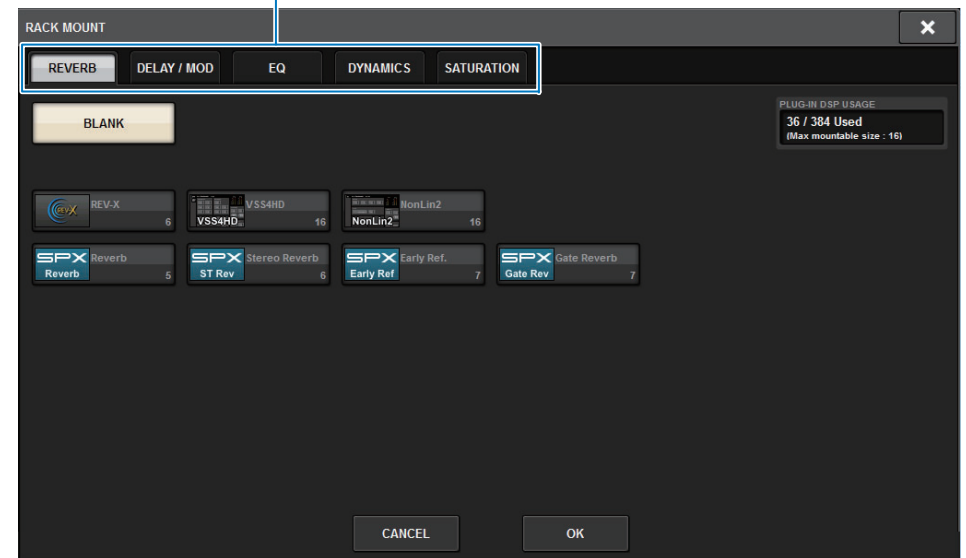 RACK MOUNT
REVERB DELAY / MOD EQ DYNAMICS SATURATION
BLANK
PLUG-IN DSP USAGE
36 / 384 Used
(Max mountable size : 16)
REV-X REV-X 6
VSS4HD VSS4HD 16
NonLin2 NonLin2 16
SPX Reverb Reverb 5
SPX ST Rev Stereo Reverb 6
SPX Early Ref Early Ref. 7
SPX Gate Rev Gate Reverb 7
CANCEL OK